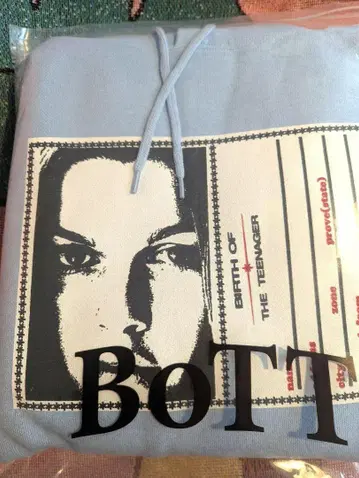 BIRTH OF
THE TEENAGER
zone
prove(state)
city
BoTT